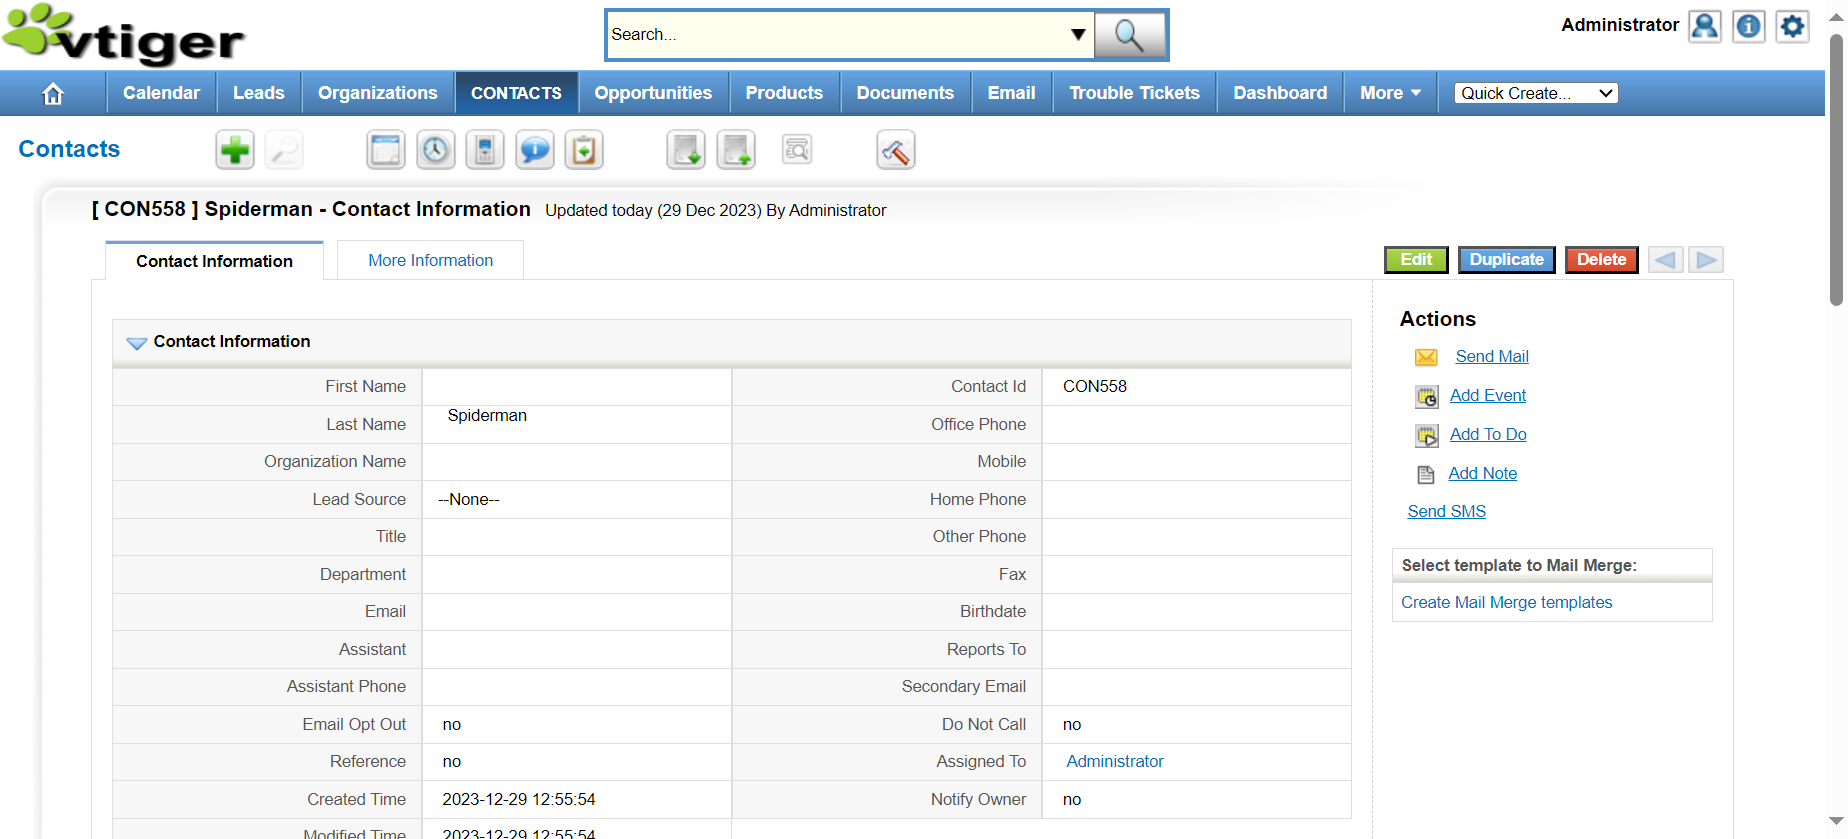 vtiger
Search...
Administrator
Calendar Leads Organizations CONTACTS Opportunities Products Documents Email Trouble Tickets Dashboard More Quick Create...
Contacts
[ CON558 ] Spiderman - Contact Information Updated today (29 Dec 2023) By Administrator
Contact Information More Information
Edit Duplicate Delete
Contact Information
First Name Contact Id CON558
Last Name Spiderman Office Phone
Organization Name Mobile
Lead Source --None-- Home Phone
Title Other Phone
Department Fax
Email Birthdate
Assistant Reports To
Assistant Phone Secondary Email
Email Opt Out no Do Not Call no
Reference no Assigned To Administrator
Created Time 2023-12-29 12:55:54 Notify Owner no
Modified Time 2023-12-29 12:55:54
Actions
Send Mail
Add Event
Add To Do
Add Note
Send SMS
Select template to Mail Merge:
Create Mail Merge templates